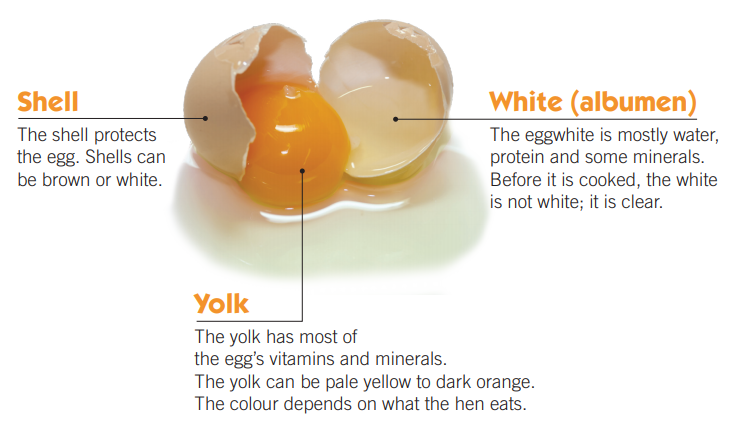 Shell
The shell protects
the egg. Shells can
be brown or white.
White (albumen)
The eggwhite is mostly water,
protein and some minerals.
Before it is cooked, the white
is not white; it is clear.
Yolk
The yolk has most of
the egg's vitamins and minerals.
The yolk can be pale yellow to dark orange.
The colour depends on what the hen eats.